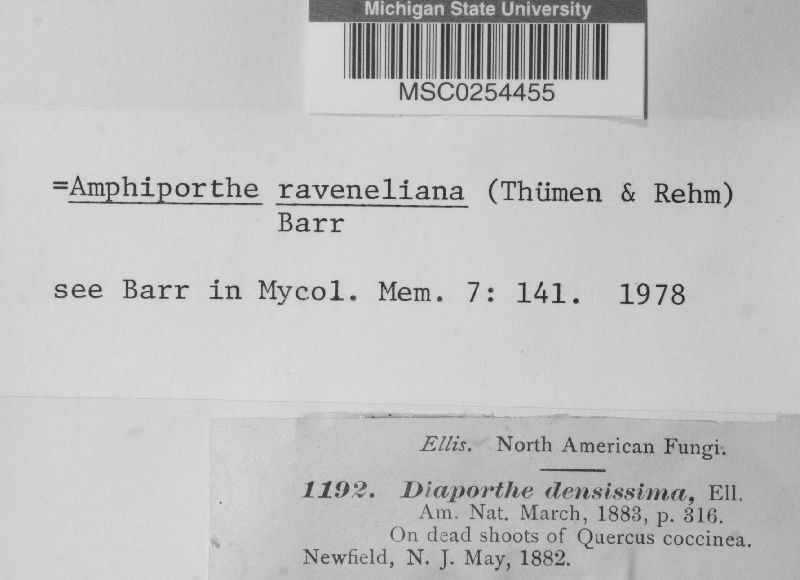 Michigan State University
MSC0254455
=Amphiporthe raveneliana (Thümen & Rehm)
Barr
see Barr in Mycol. Mem. 7: 141. 1978
Ellis. North American Fungi.
1192. Diaporthe densissima, Ell.
Am. Nat. March, 1883, p. 316.
On dead shoots of Quercus coccinea.
Newfield, N. J. May, 1882.